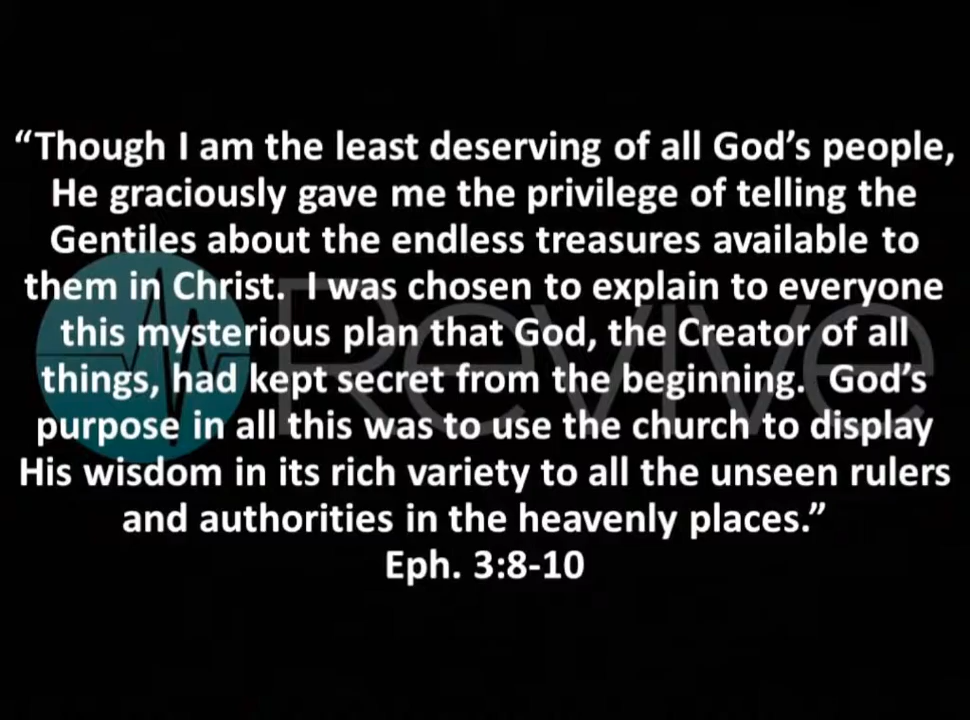 “Though I am the least deserving of all God’s people,
He graciously gave me the privilege of telling the
Gentiles about the endless treasures available to
them in Christ.  I was chosen to explain to everyone
this mysterious plan that God, the Creator of all
things, had kept secret from the beginning.  God’s
purpose in all this was to use the church to display
His wisdom in its rich variety to all the unseen rulers
and authorities in the heavenly places.”
Eph. 3:8-10
Revive